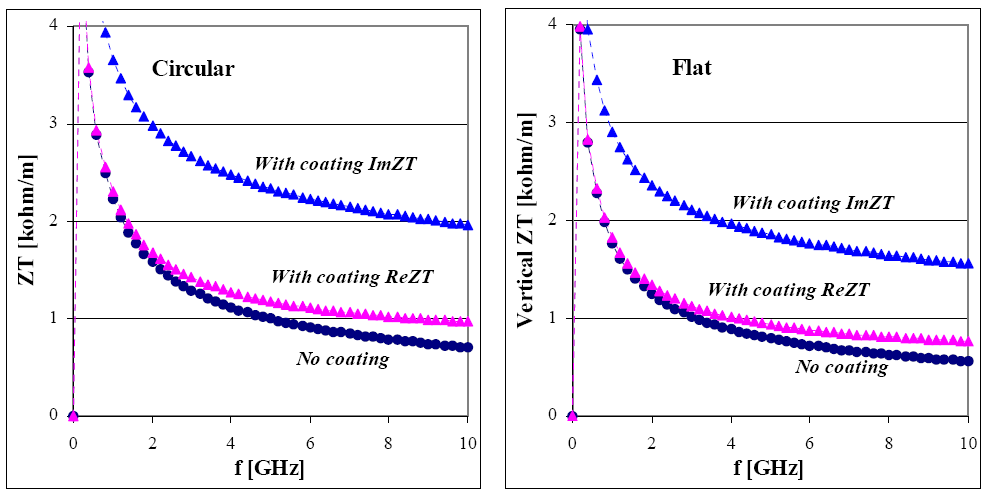 Circular
ZT [kohm/m]
4
3
2
1
0
With coating ImZT
With coating ReZT
No coating
0 2 4 6 8 10
f [GHz]
Flat
Vertical ZT [kohm/m]
4
3
2
1
0
With coating ImZT
With coating ReZT
No coating
0 2 4 6 8 10
f [GHz]